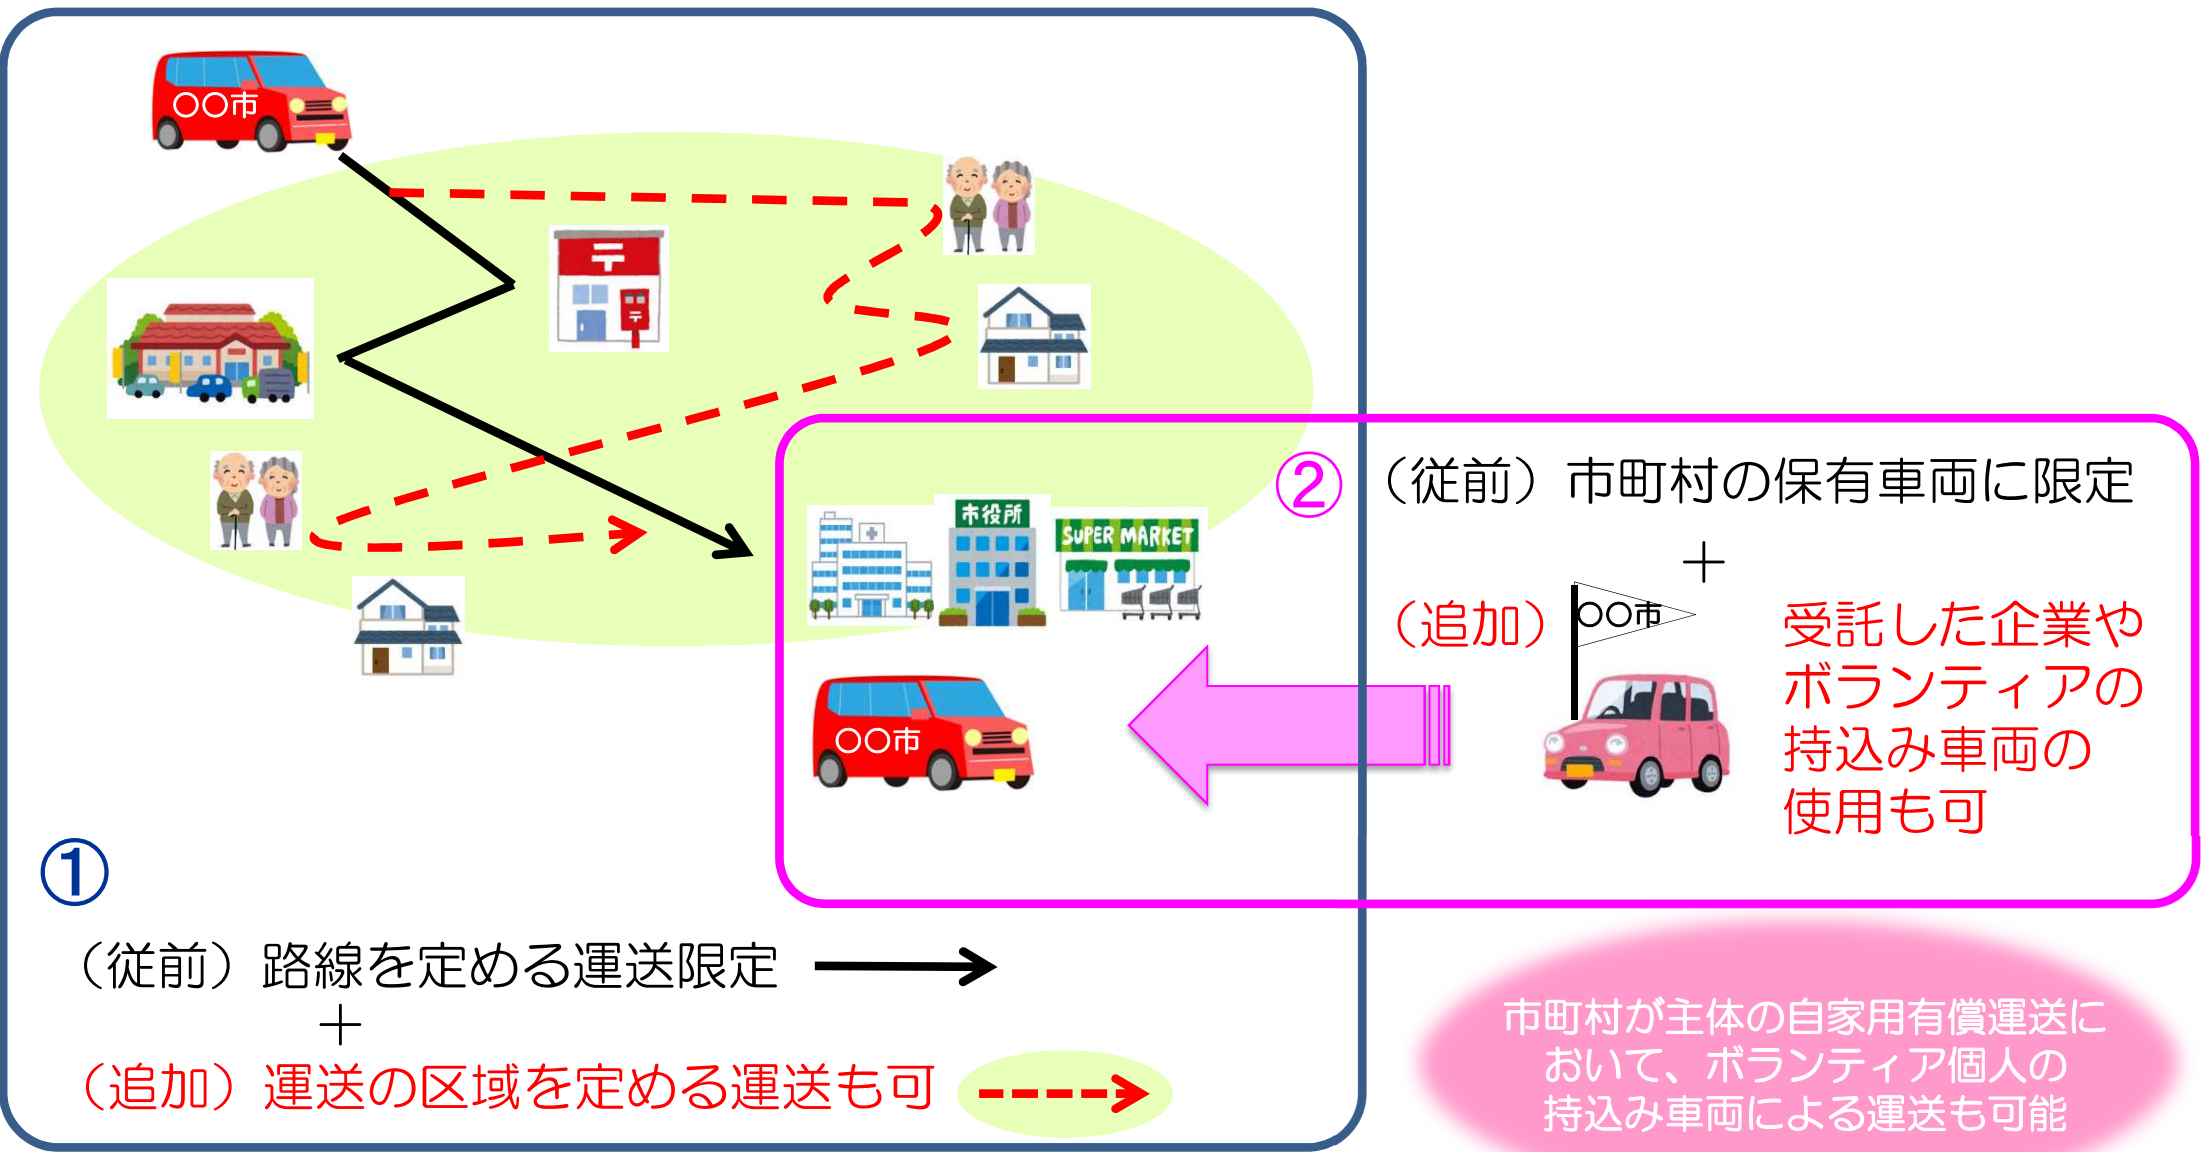 〇〇市
〒
〒
市役所
SUPER MARKET
〇〇市
①
（従前）路線を定める運送限定
＋
（追加）運送の区域を定める運送も可
②
（従前）市町村の保有車両に限定
＋
（追加）
〇〇市
受託した企業や
ボランティアの
持込み車両の
使用も可
市町村が主体の自家用有償運送に
おいて、ボランティア個人の
持込み車両による運送も可能